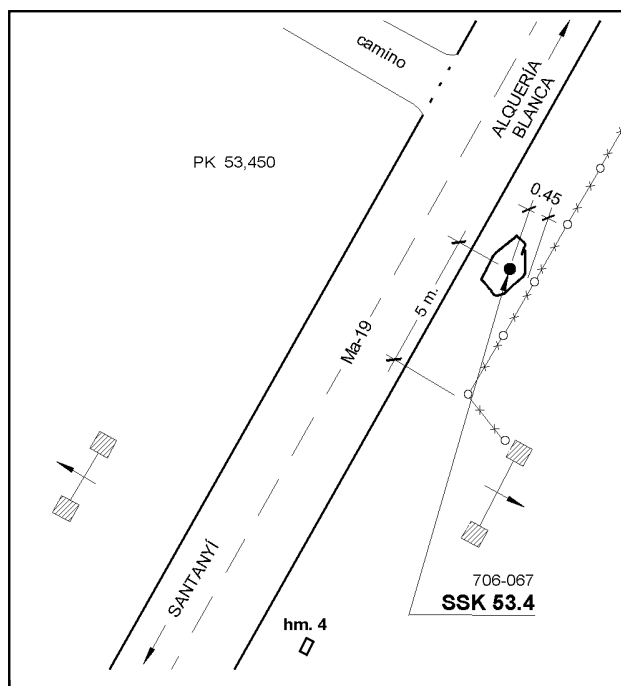 camino
ALQUERÍA
BLANCA
PK 53,450
0.45
5 m.
Ma-19
SANTANYÍ
706-067
SSK 53.4
hm. 4